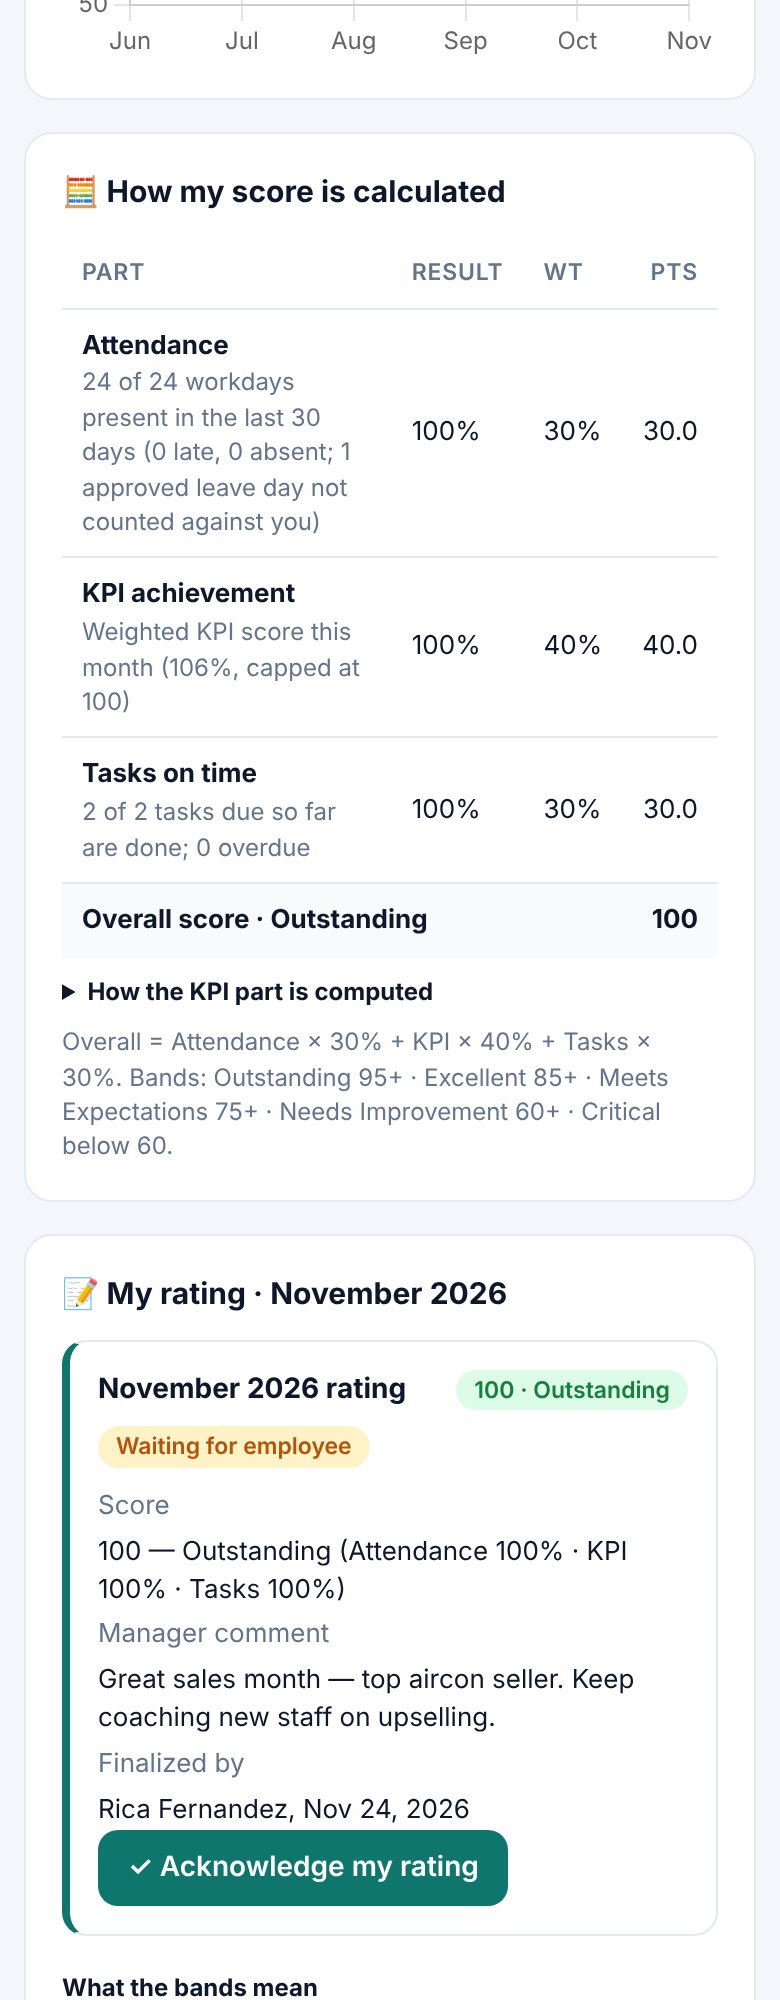 50
Jun Jul Aug Sep Oct Nov
🧮 How my score is calculated
PART RESULT WT PTS
Attendance
24 of 24 workdays
present in the last 30
days (0 late, 0 absent; 1
approved leave day not
counted against you)
100% 30% 30.0
KPI achievement
Weighted KPI score this
month (106%, capped at
100)
100% 40% 40.0
Tasks on time
2 of 2 tasks due so far
are done; 0 overdue
100% 30% 30.0
Overall score · Outstanding 100
▶ How the KPI part is computed
Overall = Attendance × 30% + KPI × 40% + Tasks ×
30%. Bands: Outstanding 95+ · Excellent 85+ · Meets
Expectations 75+ · Needs Improvement 60+ · Critical
below 60.
📝 My rating · November 2026
November 2026 rating 100 · Outstanding
Waiting for employee
Score
100 — Outstanding (Attendance 100% · KPI
100% · Tasks 100%)
Manager comment
Great sales month — top aircon seller. Keep
coaching new staff on upselling.
Finalized by
Rica Fernandez, Nov 24, 2026
✓ Acknowledge my rating
What the bands mean